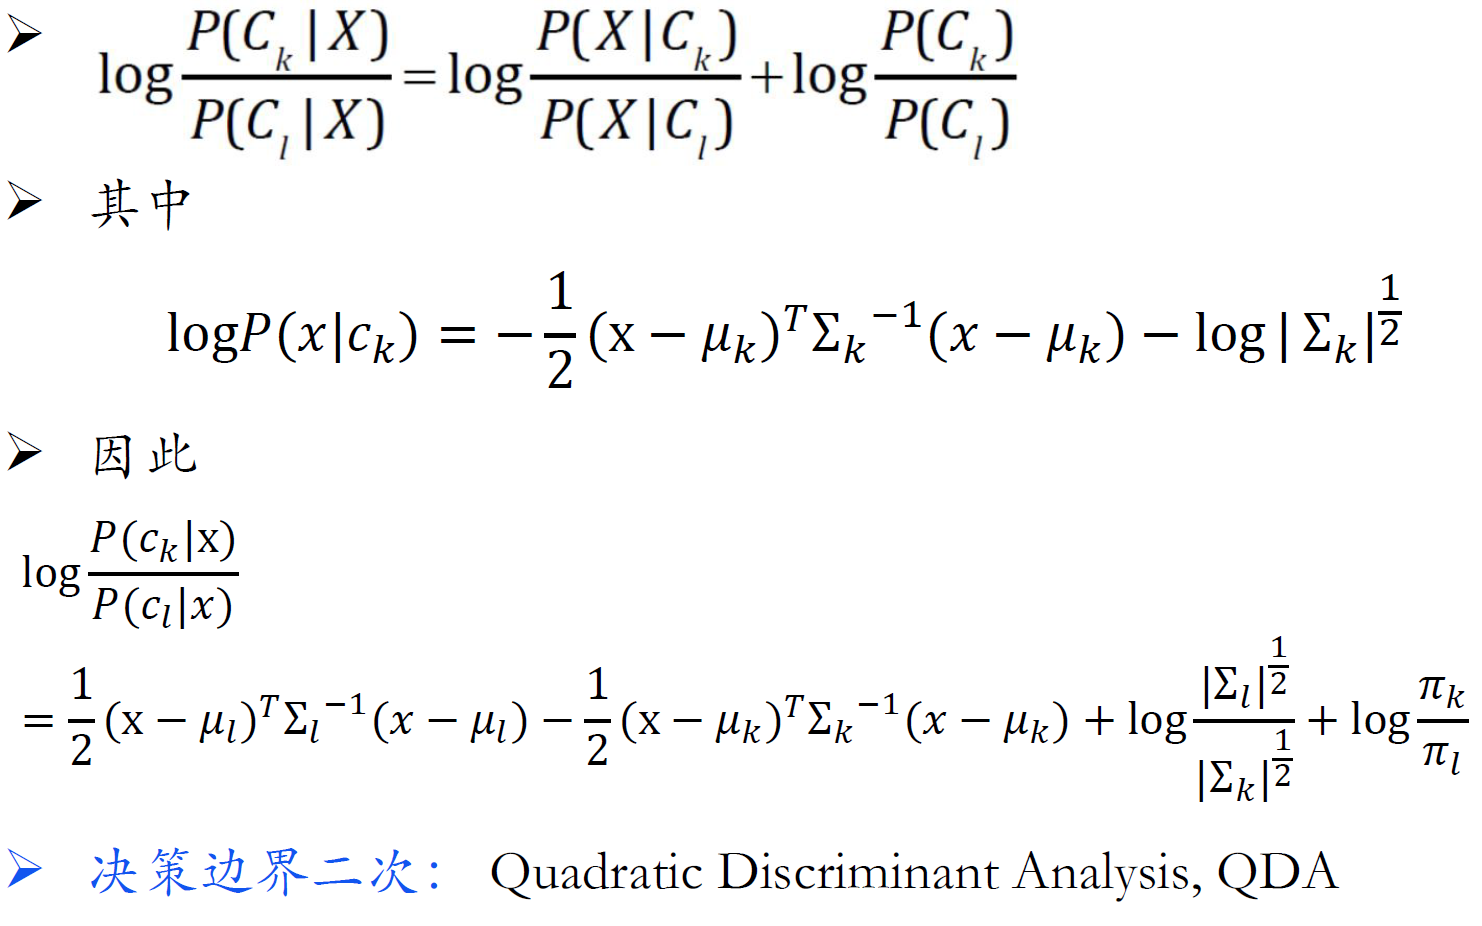 ➢ log P(C_k|X)/P(C_l|X) = log P(X|C_k)/P(X|C_l) + log P(C_k)/P(C_l)
➢ 其中
logP(x|c_k) = −1/2 (x − μ_k)^T Σ_k^−1 (x − μ_k) − log|Σ_k|^1/2
➢ 因此
log P(c_k|x)/P(c_l|x)
= 1/2 (x − μ_l)^T Σ_l^−1 (x − μ_l) − 1/2 (x − μ_k)^T Σ_k^−1 (x − μ_k) + log |Σ_l|^1/2/|Σ_k|^1/2 + log π_k/π_l
➢ 决策边界二次: Quadratic Discriminant Analysis, QDA